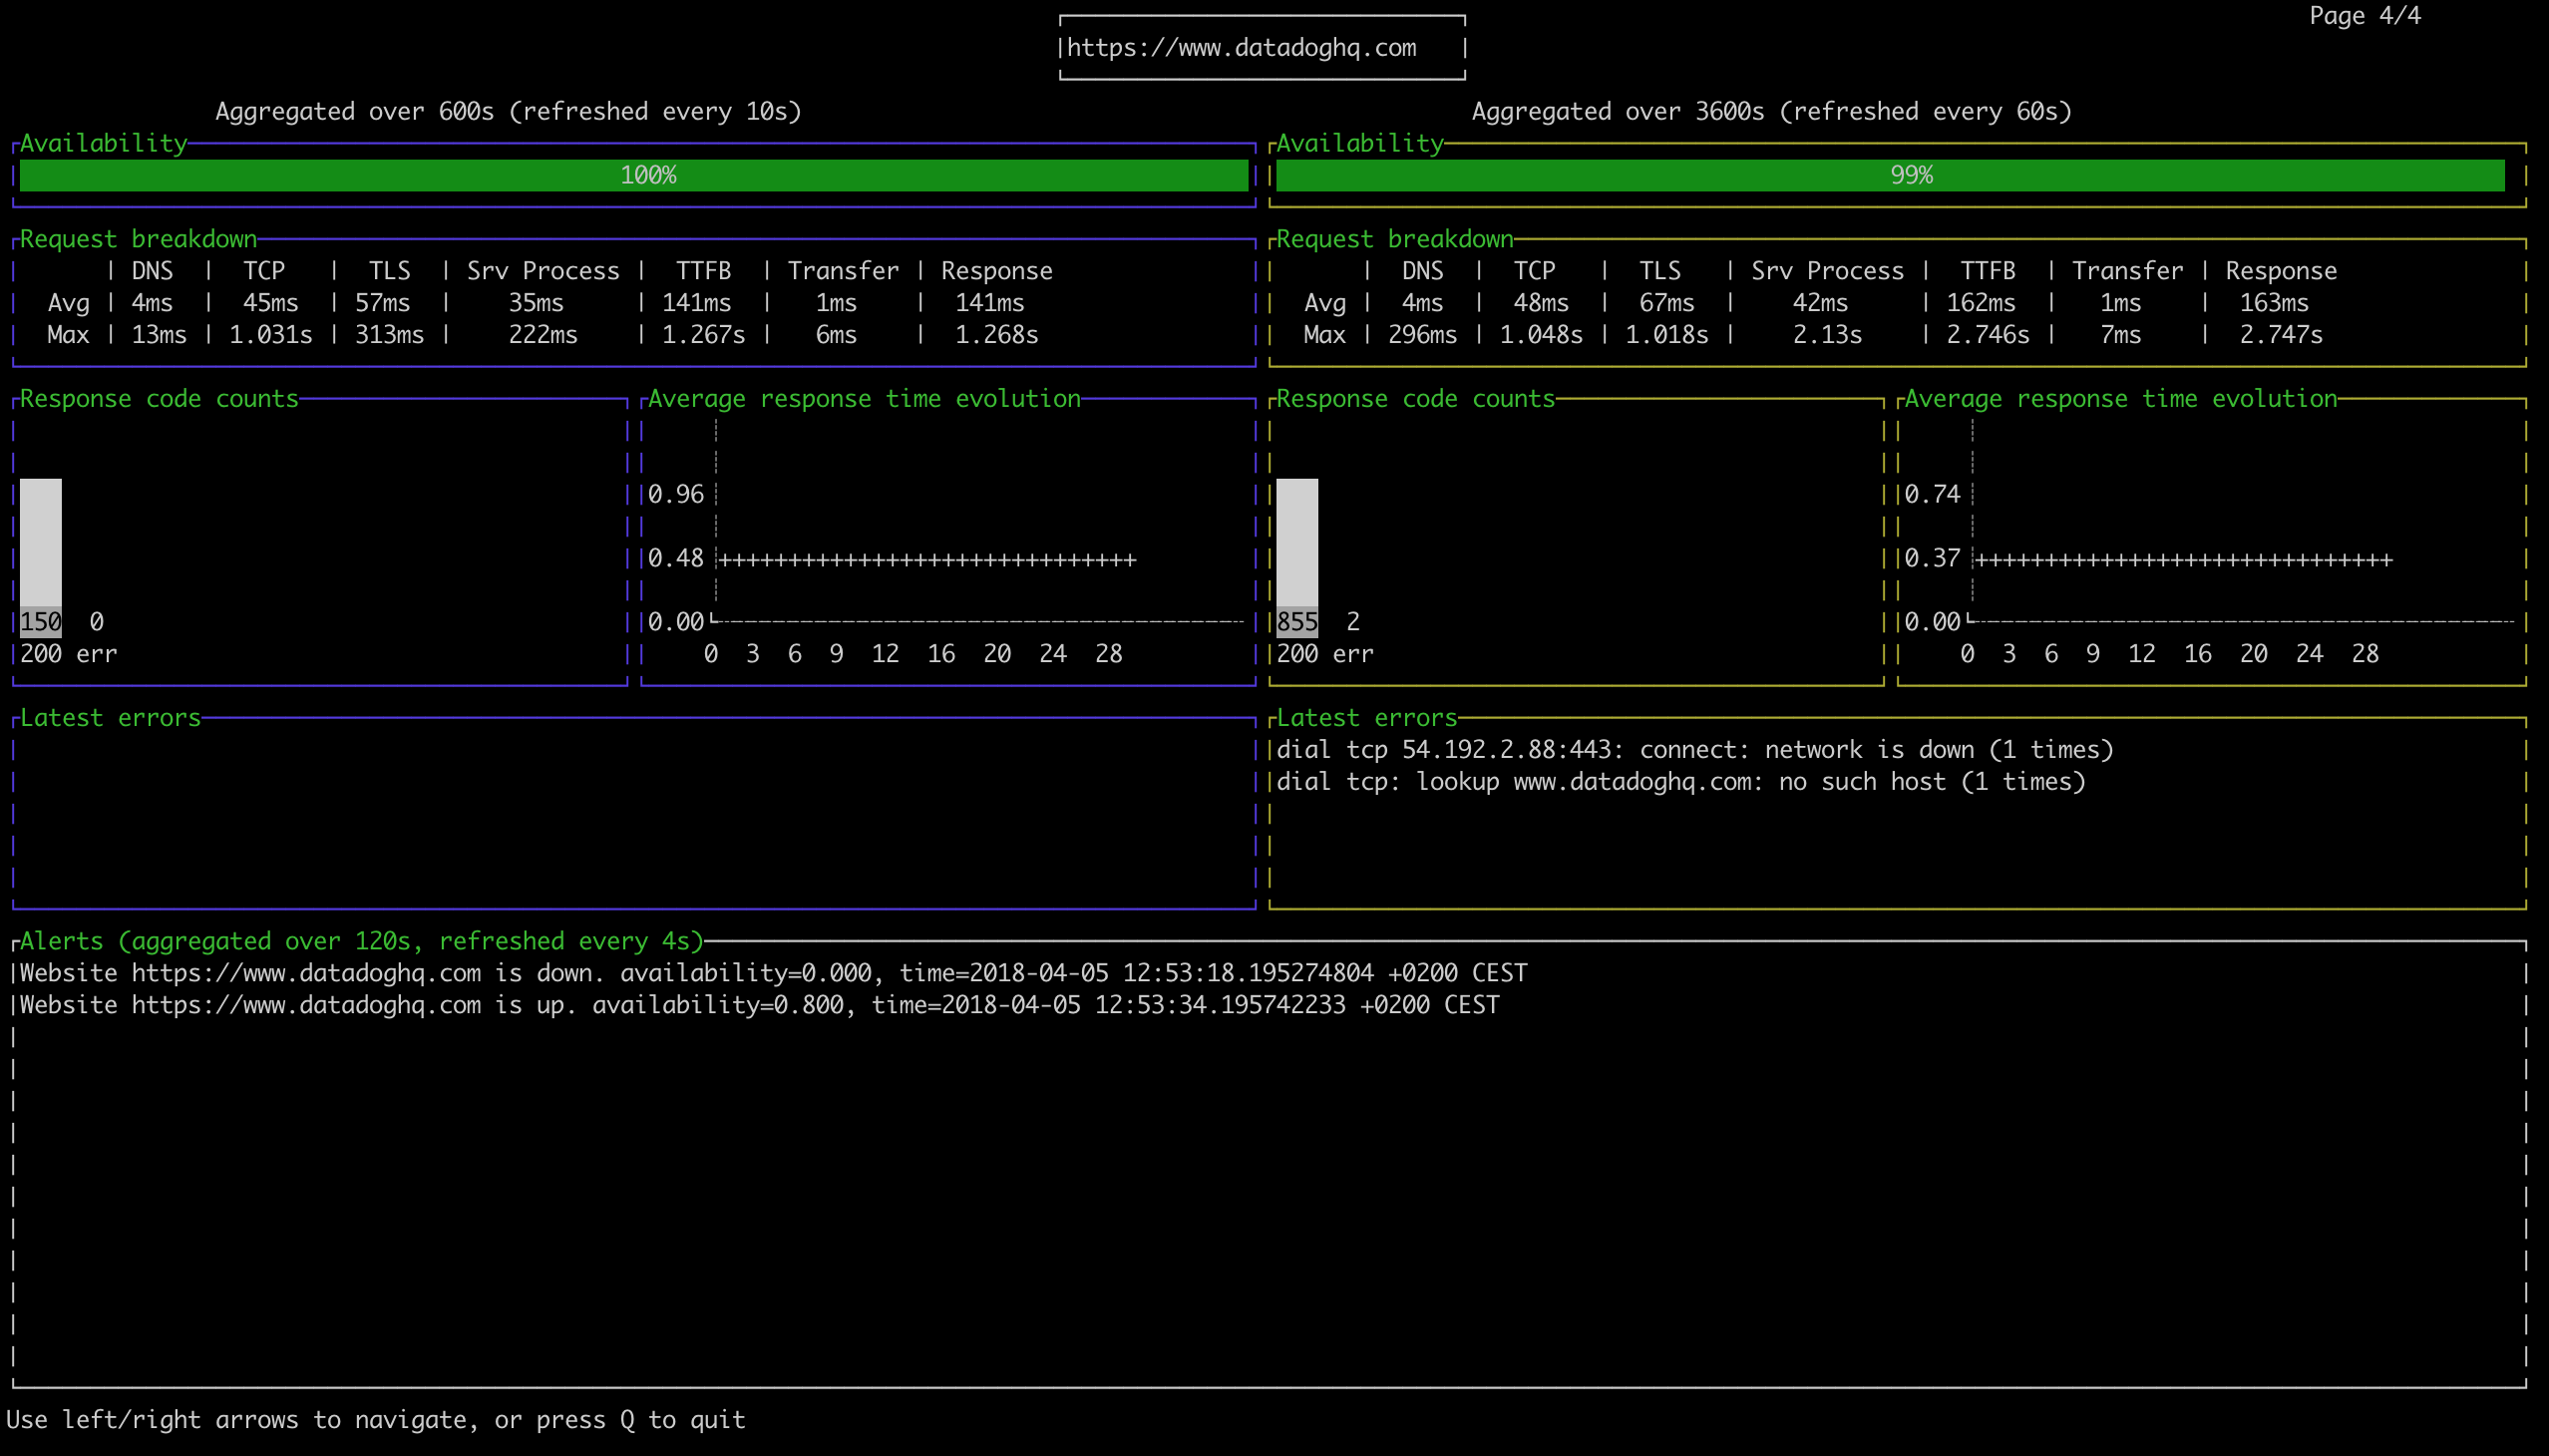 Page 4/4
https://www.datadoghq.com
Aggregated over 600s (refreshed every 10s)
Availability
100%
Request breakdown
| DNS | TCP | TLS | Srv Process | TTFB | Transfer | Response
Avg | 4ms | 45ms | 57ms | 35ms | 141ms | 1ms | 141ms
Max | 13ms | 1.031s | 313ms | 222ms | 1.267s | 6ms | 1.268s
Response code counts
150 0
200 err
Average response time evolution
0.96
0.48 ++++++++++++++++++++++++++++++
0.00
0 3 6 9 12 16 20 24 28
Latest errors
Aggregated over 3600s (refreshed every 60s)
Availability
99%
Request breakdown
| DNS | TCP | TLS | Srv Process | TTFB | Transfer | Response
Avg | 4ms | 48ms | 67ms | 42ms | 162ms | 1ms | 163ms
Max | 296ms | 1.048s | 1.018s | 2.13s | 2.746s | 7ms | 2.747s
Response code counts
855 2
200 err
Average response time evolution
0.74
0.37 ++++++++++++++++++++++++++++++
0.00
0 3 6 9 12 16 20 24 28
Latest errors
dial tcp 54.192.2.88:443: connect: network is down (1 times)
dial tcp: lookup www.datadoghq.com: no such host (1 times)
Alerts (aggregated over 120s, refreshed every 4s)
Website https://www.datadoghq.com is down. availability=0.000, time=2018-04-05 12:53:18.195274804 +0200 CEST
Website https://www.datadoghq.com is up. availability=0.800, time=2018-04-05 12:53:34.195742233 +0200 CEST
Use left/right arrows to navigate, or press Q to quit